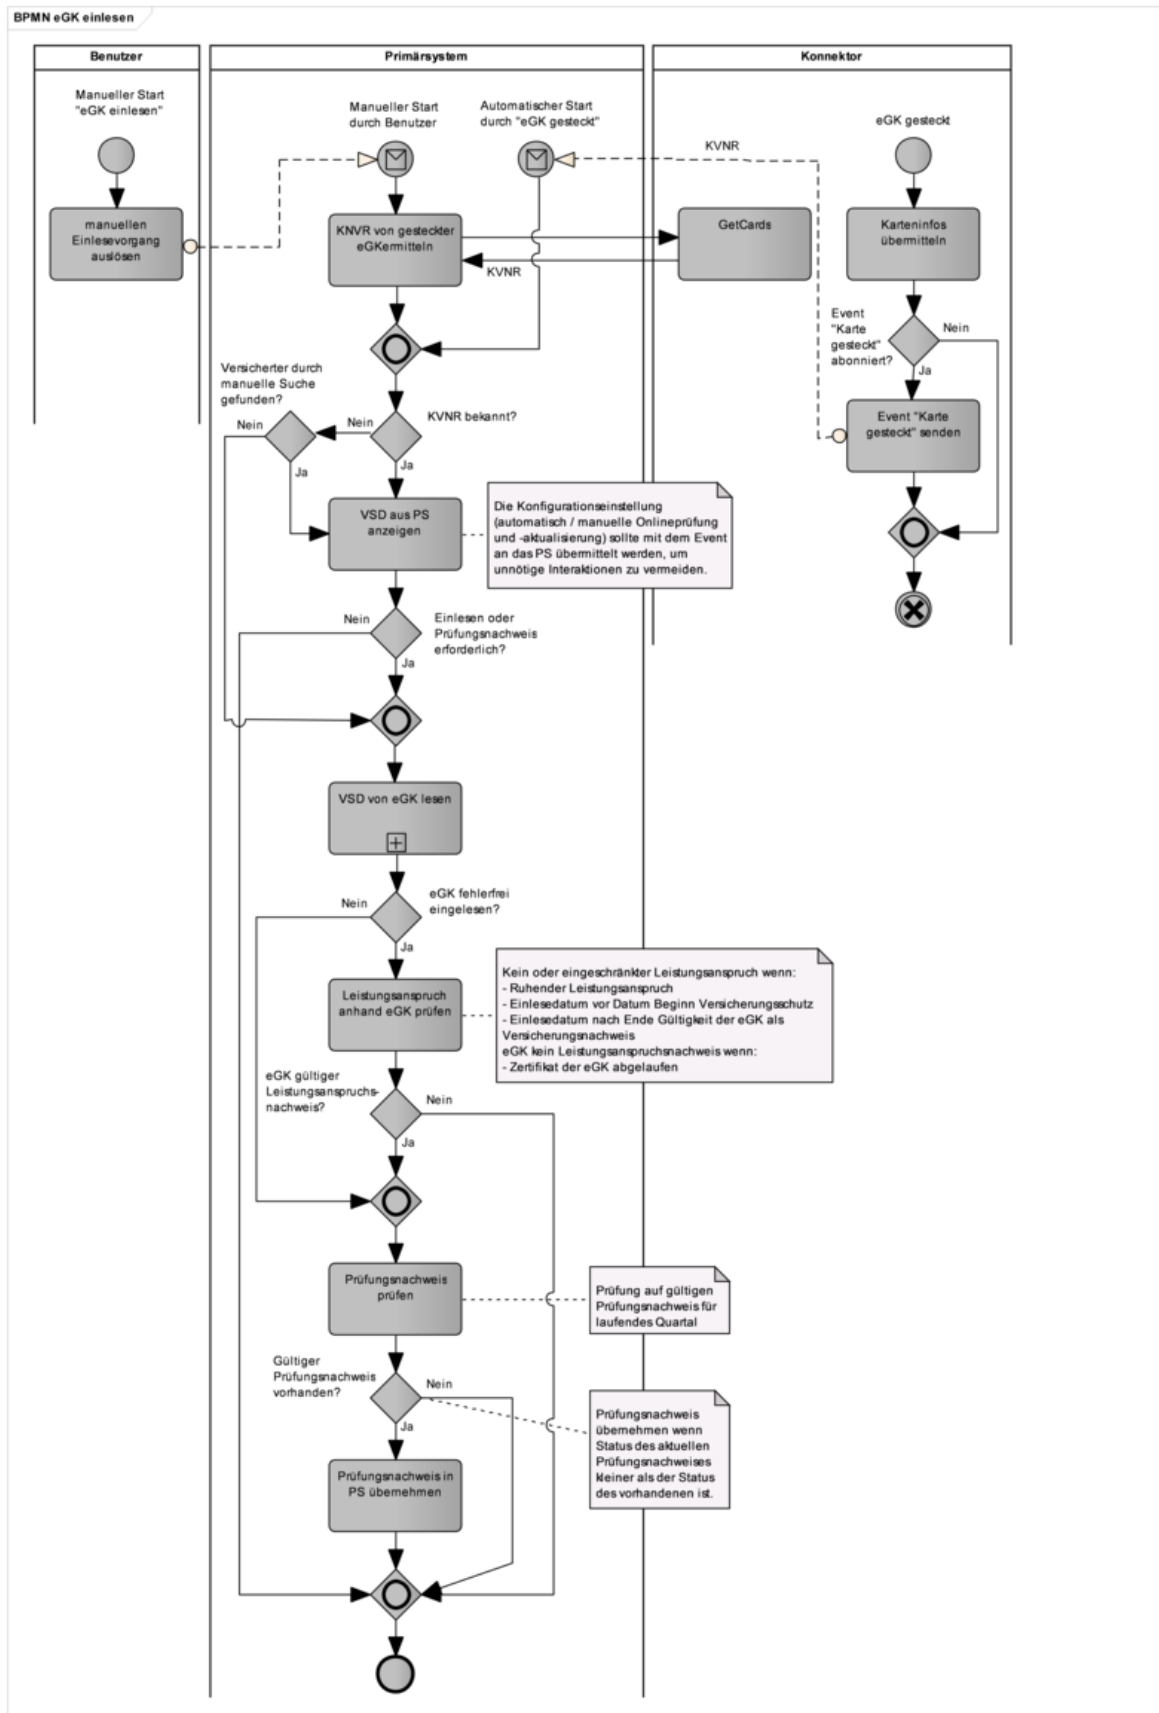 BPMN eGK einlesen
Benutzer
Primärsystem
Konnektor
Manueller Start
"eGK einlesen"
Manueller Start
durch Benutzer
Automatischer Start
durch "eGK gesteckt"
eGK gesteckt
KVNR
manuellen
Einlesevorgang
auslösen
KNVR von gesteckter
eGKermitteln
GetCards
Karteninfos
übermitteln
KVNR
Event
"Karte
gesteckt"
abonniert?
Nein
Ja
Versicherter durch
manuelle Suche
gefunden?
Nein
Nein
KVNR bekannt?
Ja
Ja
Event "Karte
gesteckt" senden
VSD aus PS
anzeigen
Die Konfigurationseinstellung
(automatisch / manuelle Onlineprüfung
und -aktualisierung) sollte mit dem Event
an das PS übermittelt werden, um
unnötige Interaktionen zu vermeiden.
Nein
Einlesen oder
Prüfungsnachweis
erforderlich?
Ja
VSD von eGK lesen
Nein
eGK fehlerfrei
eingelesen?
Ja
Leistungsanspruch
anhand eGK prüfen
Kein oder eingeschränkter Leistungsanspruch wenn:
- Ruhender Leistungsanspruch
- Einlesedatum vor Datum Beginn Versicherungsschutz
- Einlesedatum nach Ende Gültigkeit der eGK als
Versicherungsnachweis
eGK kein Leistungsanspruchsnachweis wenn:
- Zertifikat der eGK abgelaufen
eGK gültiger
Leistungsanspruchs-
nachweis?
Nein
Ja
Prüfungsnachweis
prüfen
Prüfung auf gültigen
Prüfungsnachweis für
laufendes Quartal
Gültiger
Prüfungsnachweis
vorhanden?
Nein
Ja
Prüfungsnachweis
übernehmen wenn
Status des aktuellen
Prüfungsnachweises
kleiner als der Status
des vorhandenen ist.
Prüfungsnachweis in
PS übernehmen